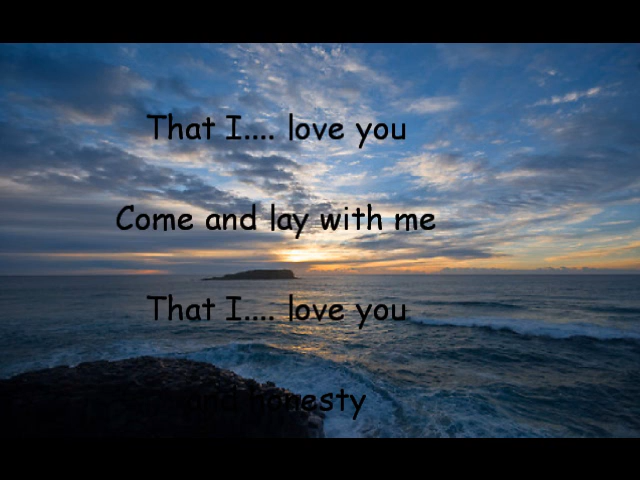 That I.... love you
Come and lay with me
That I.... love you
and honesty